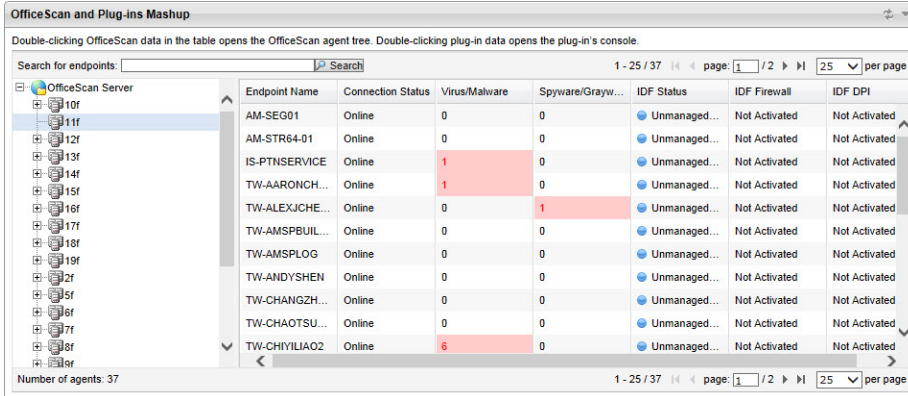 OfficeScan and Plug-ins Mashup
Double-clicking OfficeScan data in the table opens the OfficeScan agent tree. Double-clicking plug-in data opens the plug-in's console.
Search for endpoints: Search 1 - 25 / 37 page: 1 / 2 25 per page
OfficeScan Server
10f
11f
12f
13f
14f
15f
16f
17f
18f
19f
2f
5f
6f
7f
8f
9f
Endpoint Name Connection Status Virus/Malware Spyware/Grayw... IDF Status IDF Firewall IDF DPI
AM-SEG01 Online 0 0 Unmanaged... Not Activated Not Activated
AM-STR64-01 Online 0 0 Unmanaged... Not Activated Not Activated
IS-PTNSERVICE Online 1 0 Unmanaged... Not Activated Not Activated
TW-AARONCH... Online 1 0 Unmanaged... Not Activated Not Activated
TW-ALEXJCHE... Online 0 1 Unmanaged... Not Activated Not Activated
TW-AMSPBUIL... Online 0 0 Unmanaged... Not Activated Not Activated
TW-AMSPLOG Online 0 0 Unmanaged... Not Activated Not Activated
TW-ANDYSHEN Online 0 0 Unmanaged... Not Activated Not Activated
TW-CHANGZH... Online 0 0 Unmanaged... Not Activated Not Activated
TW-CHAOTSU... Online 0 0 Unmanaged... Not Activated Not Activated
TW-CHIYILIAO2 Online 6 0 Unmanaged... Not Activated Not Activated
Number of agents: 37 1 - 25 / 37 page: 1 / 2 25 per page